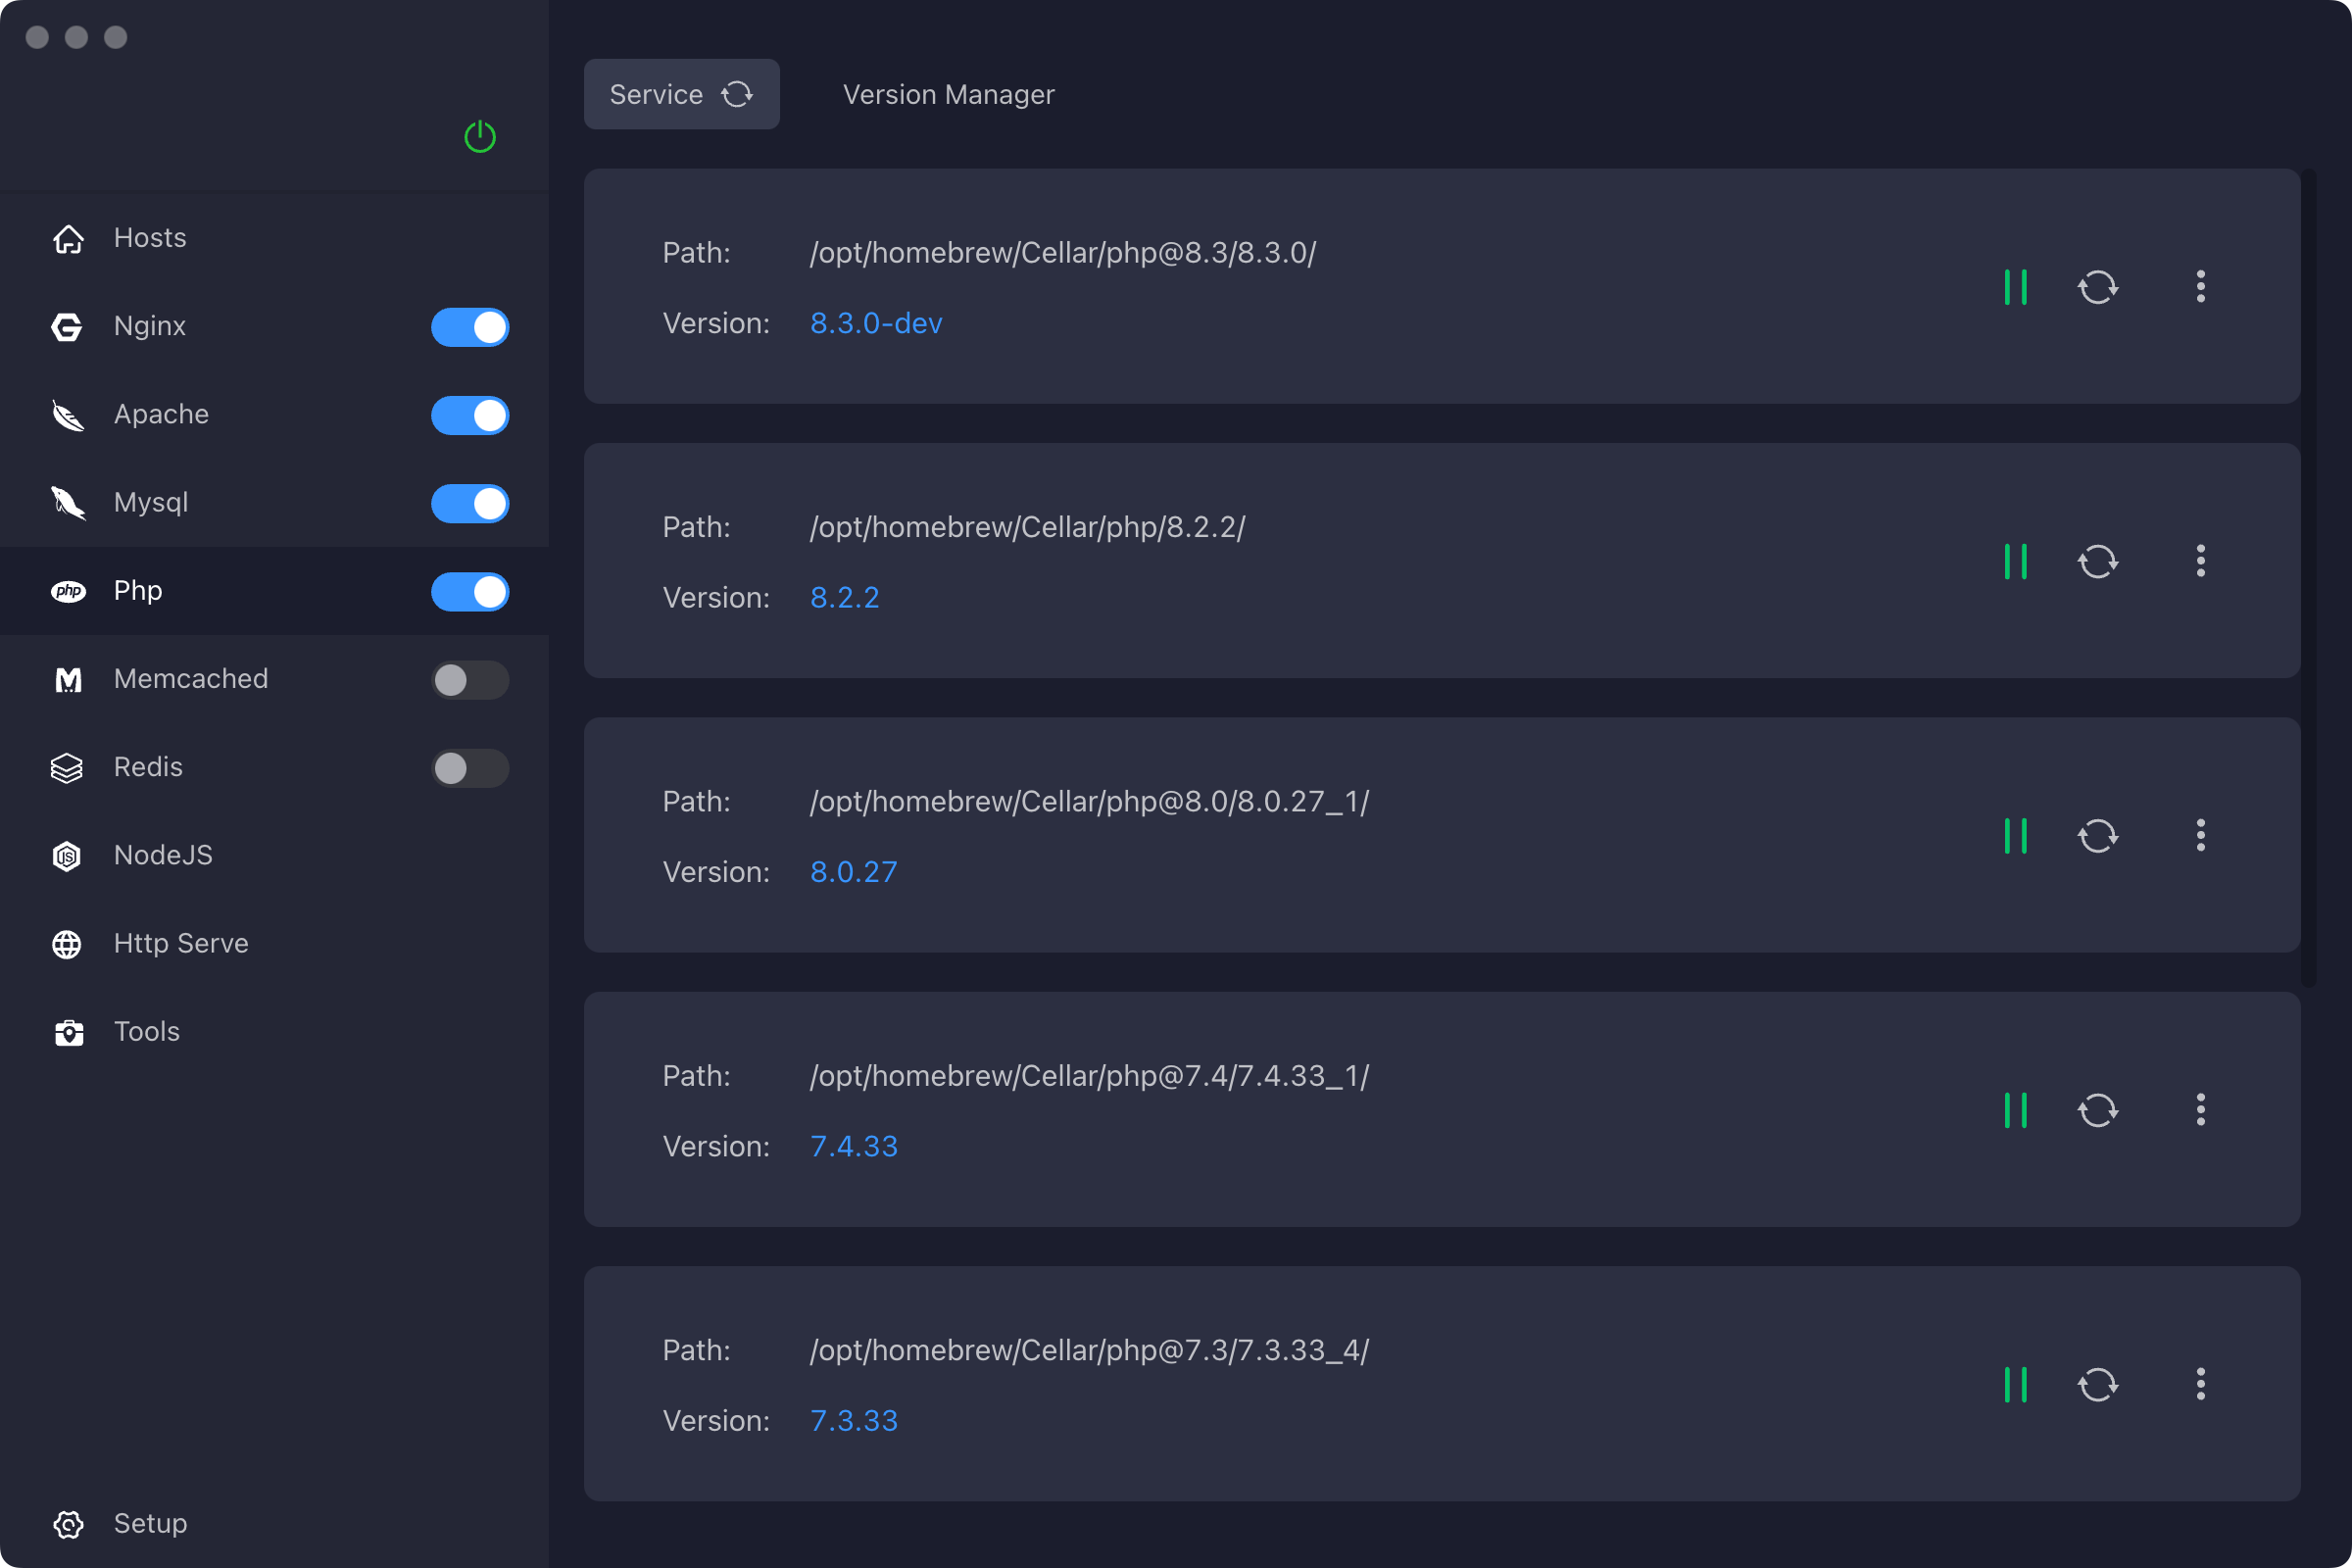 Hosts
Nginx
Apache
Mysql
php Php
Memcached
Redis
JS NodeJS
Http Serve
Tools
Setup
Service
Version Manager
Path: /opt/homebrew/Cellar/php@8.3/8.3.0/
Version: 8.3.0-dev
Path: /opt/homebrew/Cellar/php/8.2.2/
Version: 8.2.2
Path: /opt/homebrew/Cellar/php@8.0/8.0.27_1/
Version: 8.0.27
Path: /opt/homebrew/Cellar/php@7.4/7.4.33_1/
Version: 7.4.33
Path: /opt/homebrew/Cellar/php@7.3/7.3.33_4/
Version: 7.3.33